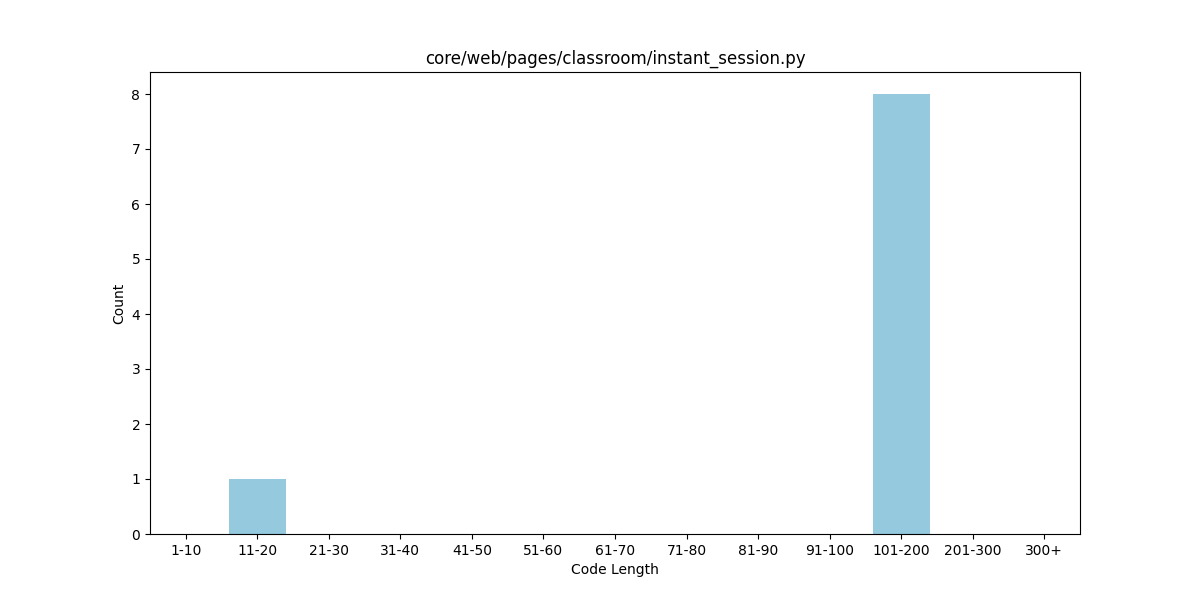 core/web/pages/classroom/instant_session.py
8
7
6
5
4
3
2
1
0
Count
1-10 11-20 21-30 31-40 41-50 51-60 61-70 71-80 81-90 91-100 101-200 201-300 300+
Code Length